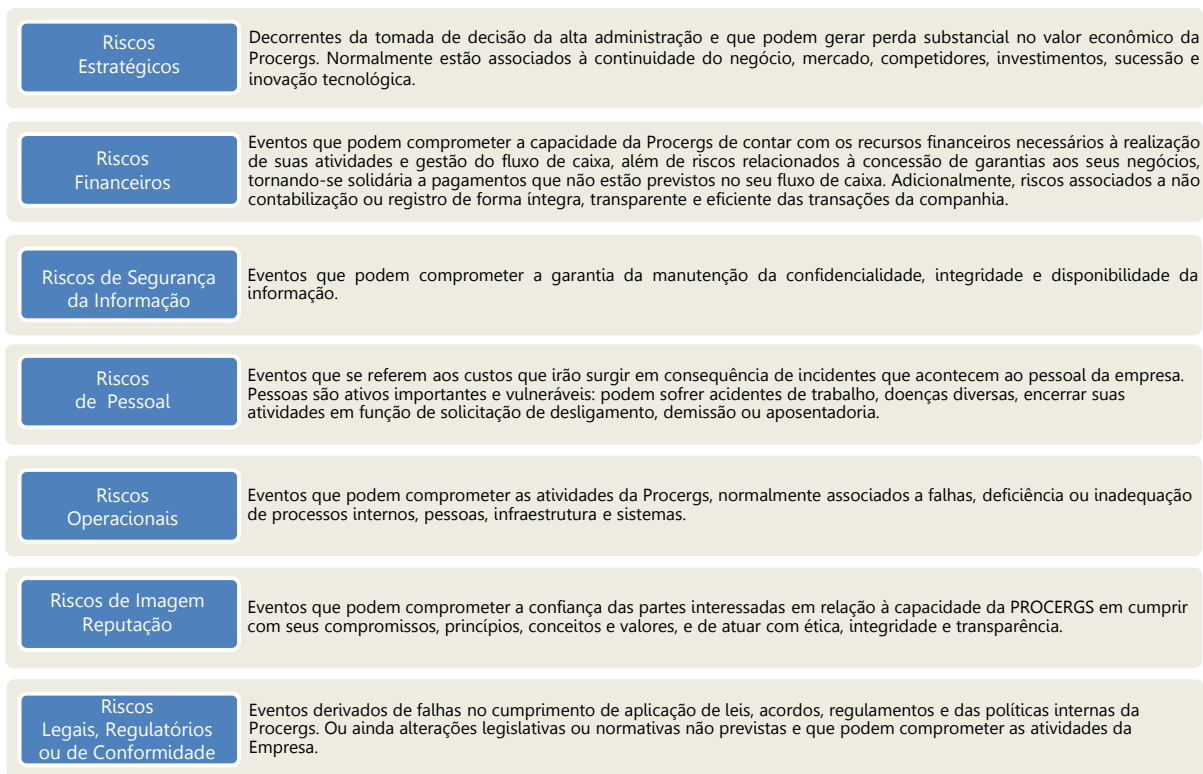 Riscos
Estratégicos
Decorrentes da tomada de decisão da alta administração e que podem gerar perda substancial no valor econômico da
Procergs. Normalmente estão associados à continuidade do negócio, mercado, competidores, investimentos, sucessão e
inovação tecnológica.
Riscos
Financeiros
Eventos que podem comprometer a capacidade da Procergs de contar com os recursos financeiros necessários à realização
de suas atividades e gestão do fluxo de caixa, além de riscos relacionados à concessão de garantias aos seus negócios,
tornando-se solidária a pagamentos que não estão previstos no seu fluxo de caixa. Adicionalmente, riscos associados a não
contabilização ou registro de forma íntegra, transparente e eficiente das transações da companhia.
Riscos de Segurança
da Informação
Eventos que podem comprometer a garantia da manutenção da confidencialidade, integridade e disponibilidade da
informação.
Riscos
de Pessoal
Eventos que se referem aos custos que irão surgir em consequência de incidentes que acontecem ao pessoal da empresa.
Pessoas são ativos importantes e vulneráveis: podem sofrer acidentes de trabalho, doenças diversas, encerrar suas
atividades em função de solicitação de desligamento, demissão ou aposentadoria.
Riscos
Operacionais
Eventos que podem comprometer as atividades da Procergs, normalmente associados a falhas, deficiência ou inadequação
de processos internos, pessoas, infraestrutura e sistemas.
Riscos de Imagem
Reputação
Eventos que podem comprometer a confiança das partes interessadas em relação à capacidade da PROCERGS em cumprir
com seus compromissos, princípios, conceitos e valores, e de atuar com ética, integridade e transparência.
Riscos
Legais, Regulatórios
ou de Conformidade
Eventos derivados de falhas no cumprimento de aplicação de leis, acordos, regulamentos e das políticas internas da
Procergs. Ou ainda alterações legislativas ou normativas não previstas e que podem comprometer as atividades da
Empresa.